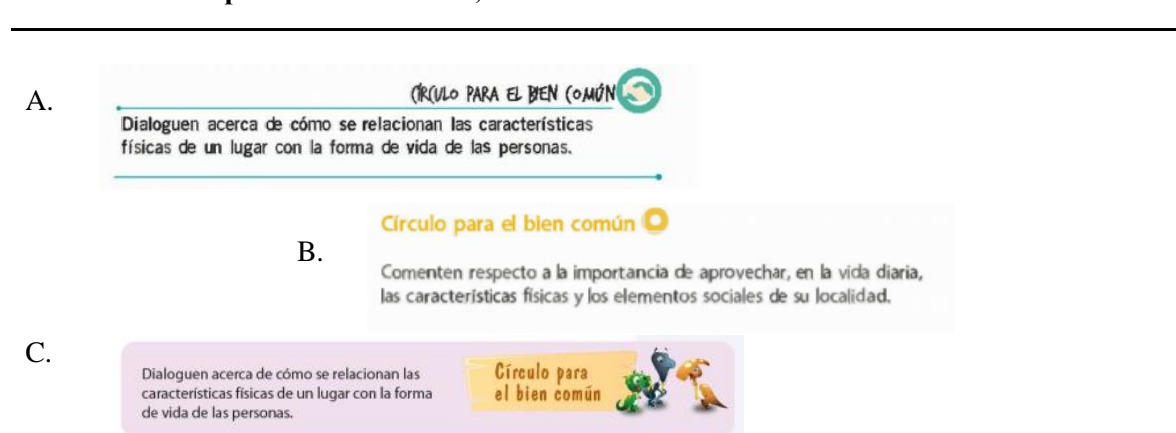 A.
CÍRCULO PARA EL BIEN COMÚN
Dialoguen acerca de cómo se relacionan las características
físicas de un lugar con la forma de vida de las personas.
Círculo para el bien común
B.
Comenten respecto a la importancia de aprovechar, en la vida diaria,
las características físicas y los elementos sociales de su localidad.
C.
Dialoguen acerca de cómo se relacionan las
características físicas de un lugar con la forma
de vida de las personas.
Círculo para
el bien común